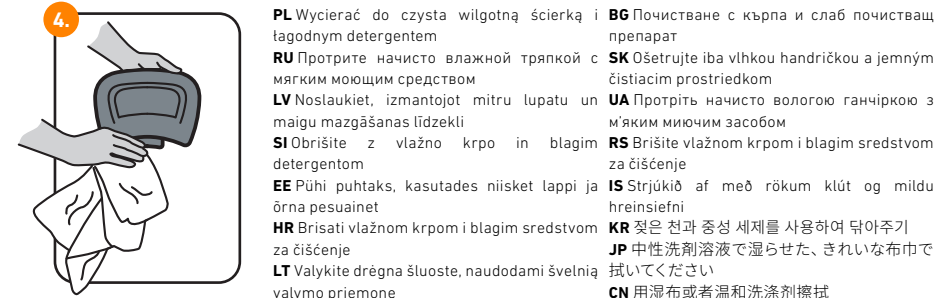 4.
PL Wycierać do czysta wilgotną ścierką i
łagodnym detergentem
RU Протрите начисто влажной тряпкой с
мягким моющим средством
LV Noslaukiet, izmantojot mitru lupatu un
maigu mazgāšanas līdzekli
SI Obrišite z vlažno krpo in blagim
detergentom
EE Pühi puhtaks, kasutades niisket lappi ja
õrna pesuainet
HR Brisati vlažnom krpom i blagim sredstvom
za čišćenje
LT Valykite drėgna šluoste, naudodami švelnią
valymo priemonę
BG Почистване с кърпа и слаб почистващ
препарат
SK Ošetrujte iba vlhkou handričkou a jemným
čistiacim prostriedkom
UA Протріть начисто вологою ганчіркою з
м'яким миючим засобом
RS Brišite vlažnom krpom i blagim sredstvom
za čišćenje
IS Strjúkið af með rökum klút og mildu
hreinsiefni
KR 젖은 천과 중성 세제를 사용하여 닦아주기
JP 中性洗剤溶液で湿らせた、きれいな布巾で
拭いてください
CN 用湿布或者温和洗涤剂擦拭